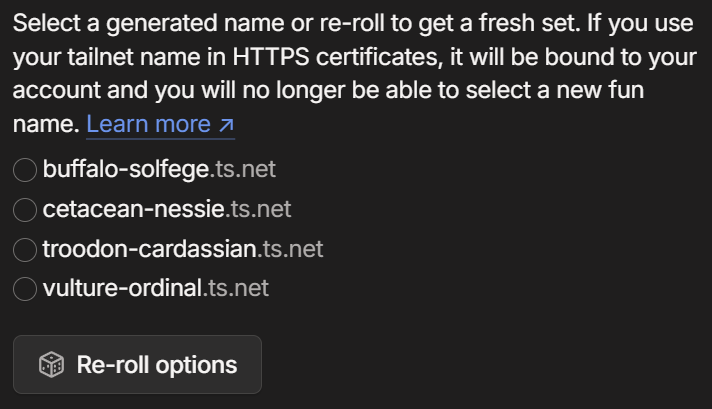 Select a generated name or re-roll to get a fresh set. If you use
your tailnet name in HTTPS certificates, it will be bound to your
account and you will no longer be able to select a new fun
name. Learn more ↗
buffalo-solfege.ts.net
cetacean-nessie.ts.net
troodon-cardassian.ts.net
vulture-ordinal.ts.net
Re-roll options